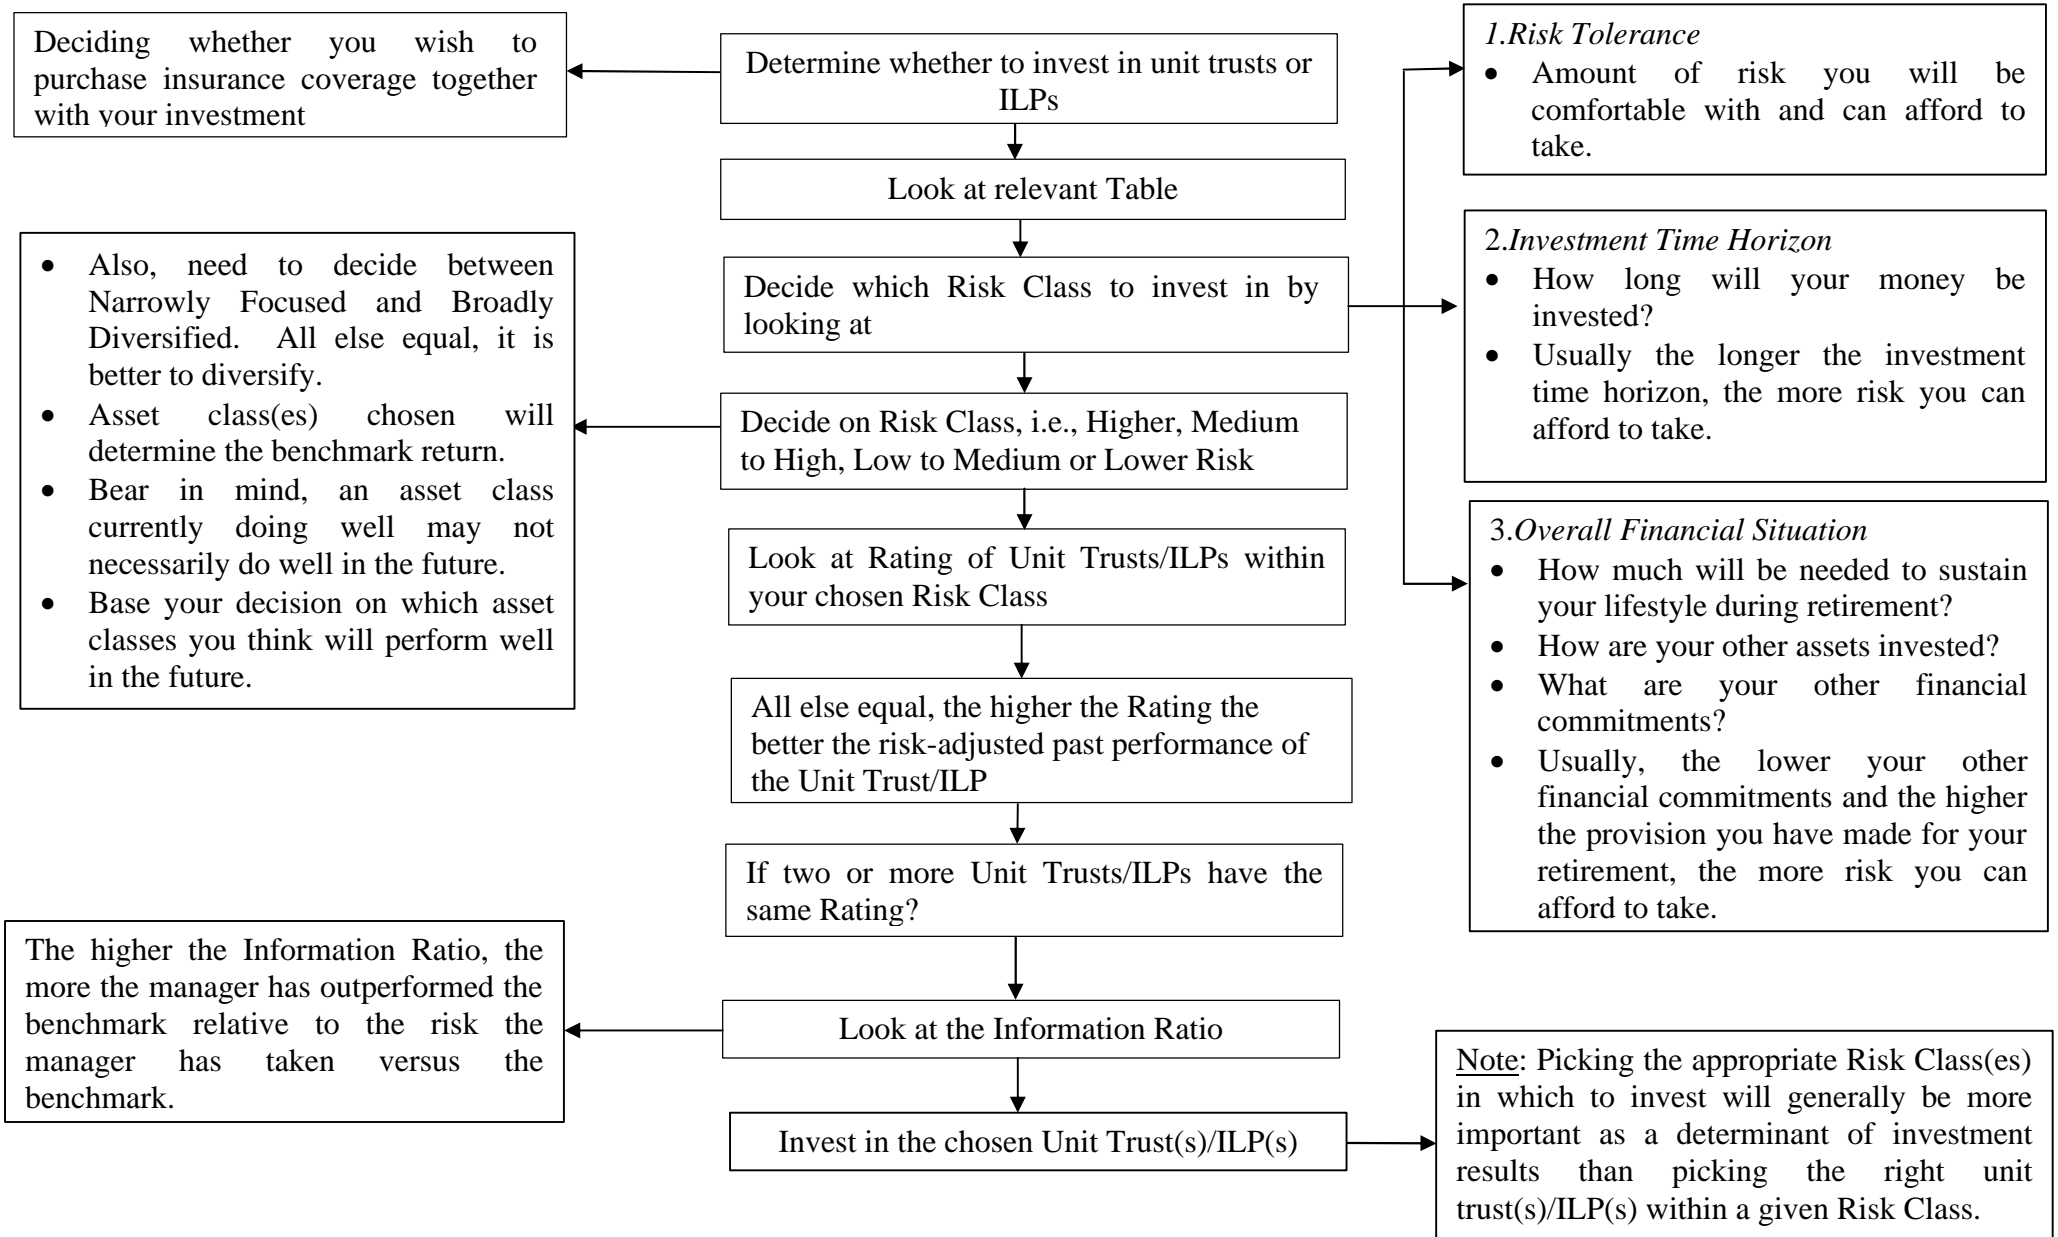 Deciding whether you wish to
purchase insurance coverage together
with your investment
Determine whether to invest in unit trusts or
ILPs
Look at relevant Table
Decide which Risk Class to invest in by
looking at
1.Risk Tolerance
• Amount of risk you will be
comfortable with and can afford to
take.
2.Investment Time Horizon
• How long will your money be
invested?
• Usually the longer the investment
time horizon, the more risk you can
afford to take.
3.Overall Financial Situation
• How much will be needed to sustain
your lifestyle during retirement?
• How are your other assets invested?
• What are your other financial
commitments?
• Usually, the lower your other
financial commitments and the higher
the provision you have made for your
retirement, the more risk you can
afford to take.
Decide on Risk Class, i.e., Higher, Medium
to High, Low to Medium or Lower Risk
• Also, need to decide between
Narrowly Focused and Broadly
Diversified. All else equal, it is
better to diversify.
• Asset class(es) chosen will
determine the benchmark return.
• Bear in mind, an asset class
currently doing well may not
necessarily do well in the future.
• Base your decision on which asset
classes you think will perform well
in the future.
Look at Rating of Unit Trusts/ILPs within
your chosen Risk Class
All else equal, the higher the Rating the
better the risk-adjusted past performance of
the Unit Trust/ILP
If two or more Unit Trusts/ILPs have the
same Rating?
Look at the Information Ratio
The higher the Information Ratio, the
more the manager has outperformed the
benchmark relative to the risk the
manager has taken versus the
benchmark.
Invest in the chosen Unit Trust(s)/ILP(s)
Note: Picking the appropriate Risk Class(es)
in which to invest will generally be more
important as a determinant of investment
results than picking the right unit
trust(s)/ILP(s) within a given Risk Class.